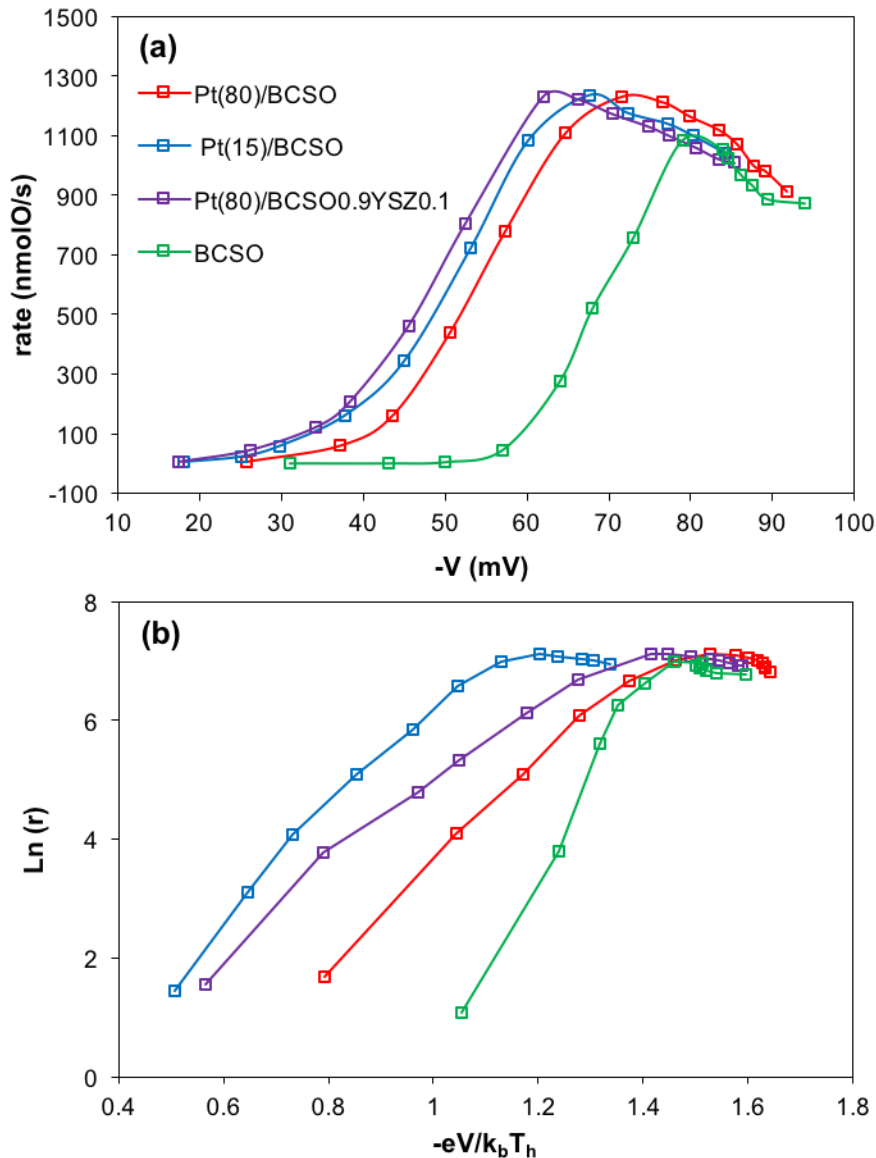 (a)
1500
1300
1100
900
700
500
300
100
-100
rate (nmolO/s)
Pt(80)/BCSO
Pt(15)/BCSO
Pt(80)/BCSO0.9YSZ0.1
BCSO
10 20 30 40 50 60 70 80 90 100
-V (mV)
(b)
8
6
4
2
0
Ln (r)
0.4 0.6 0.8 1 1.2 1.4 1.6 1.8
-eV/k_bT_h